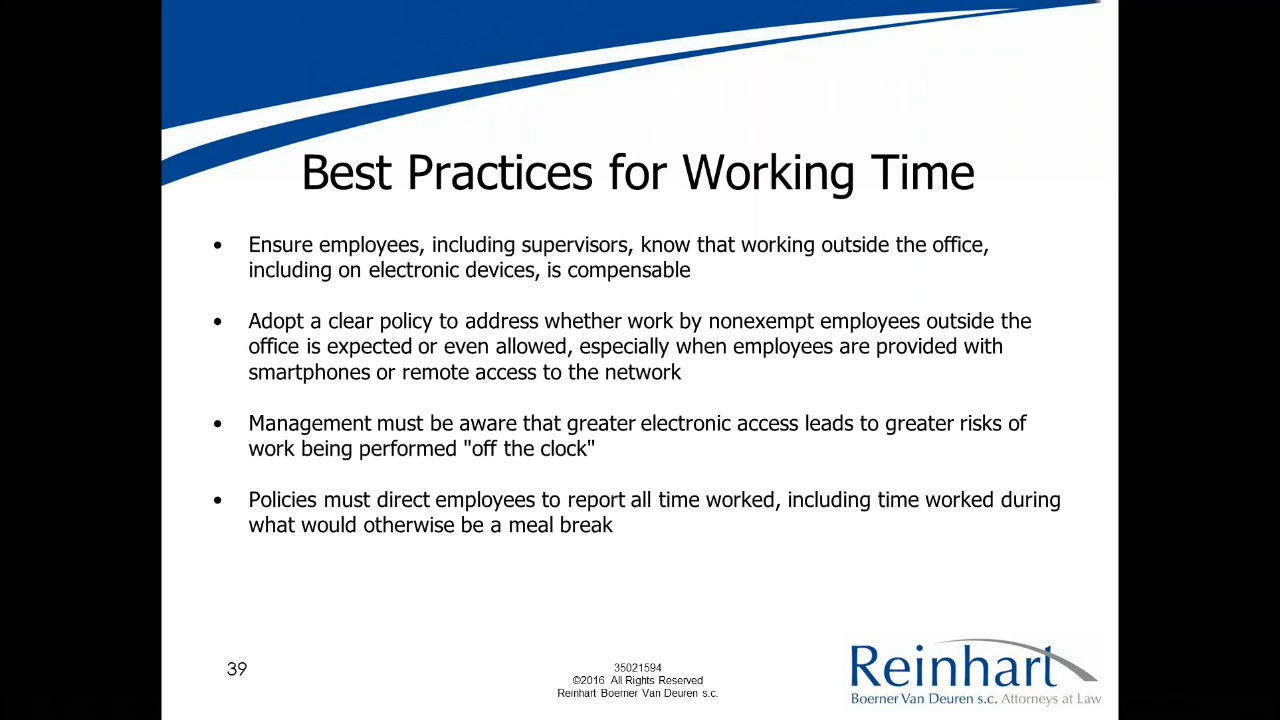 Best Practices for Working Time
• Ensure employees, including supervisors, know that working outside the office,
including on electronic devices, is compensable
• Adopt a clear policy to address whether work by nonexempt employees outside the
office is expected or even allowed, especially when employees are provided with
smartphones or remote access to the network
• Management must be aware that greater electronic access leads to greater risks of
work being performed "off the clock"
• Policies must direct employees to report all time worked, including time worked during
what would otherwise be a meal break
39
35021594
©2016 All Rights Reserved
Reinhart Boerner Van Deuren s.c.
Reinhart
Boerner Van Deuren s.c. Attorneys at Law